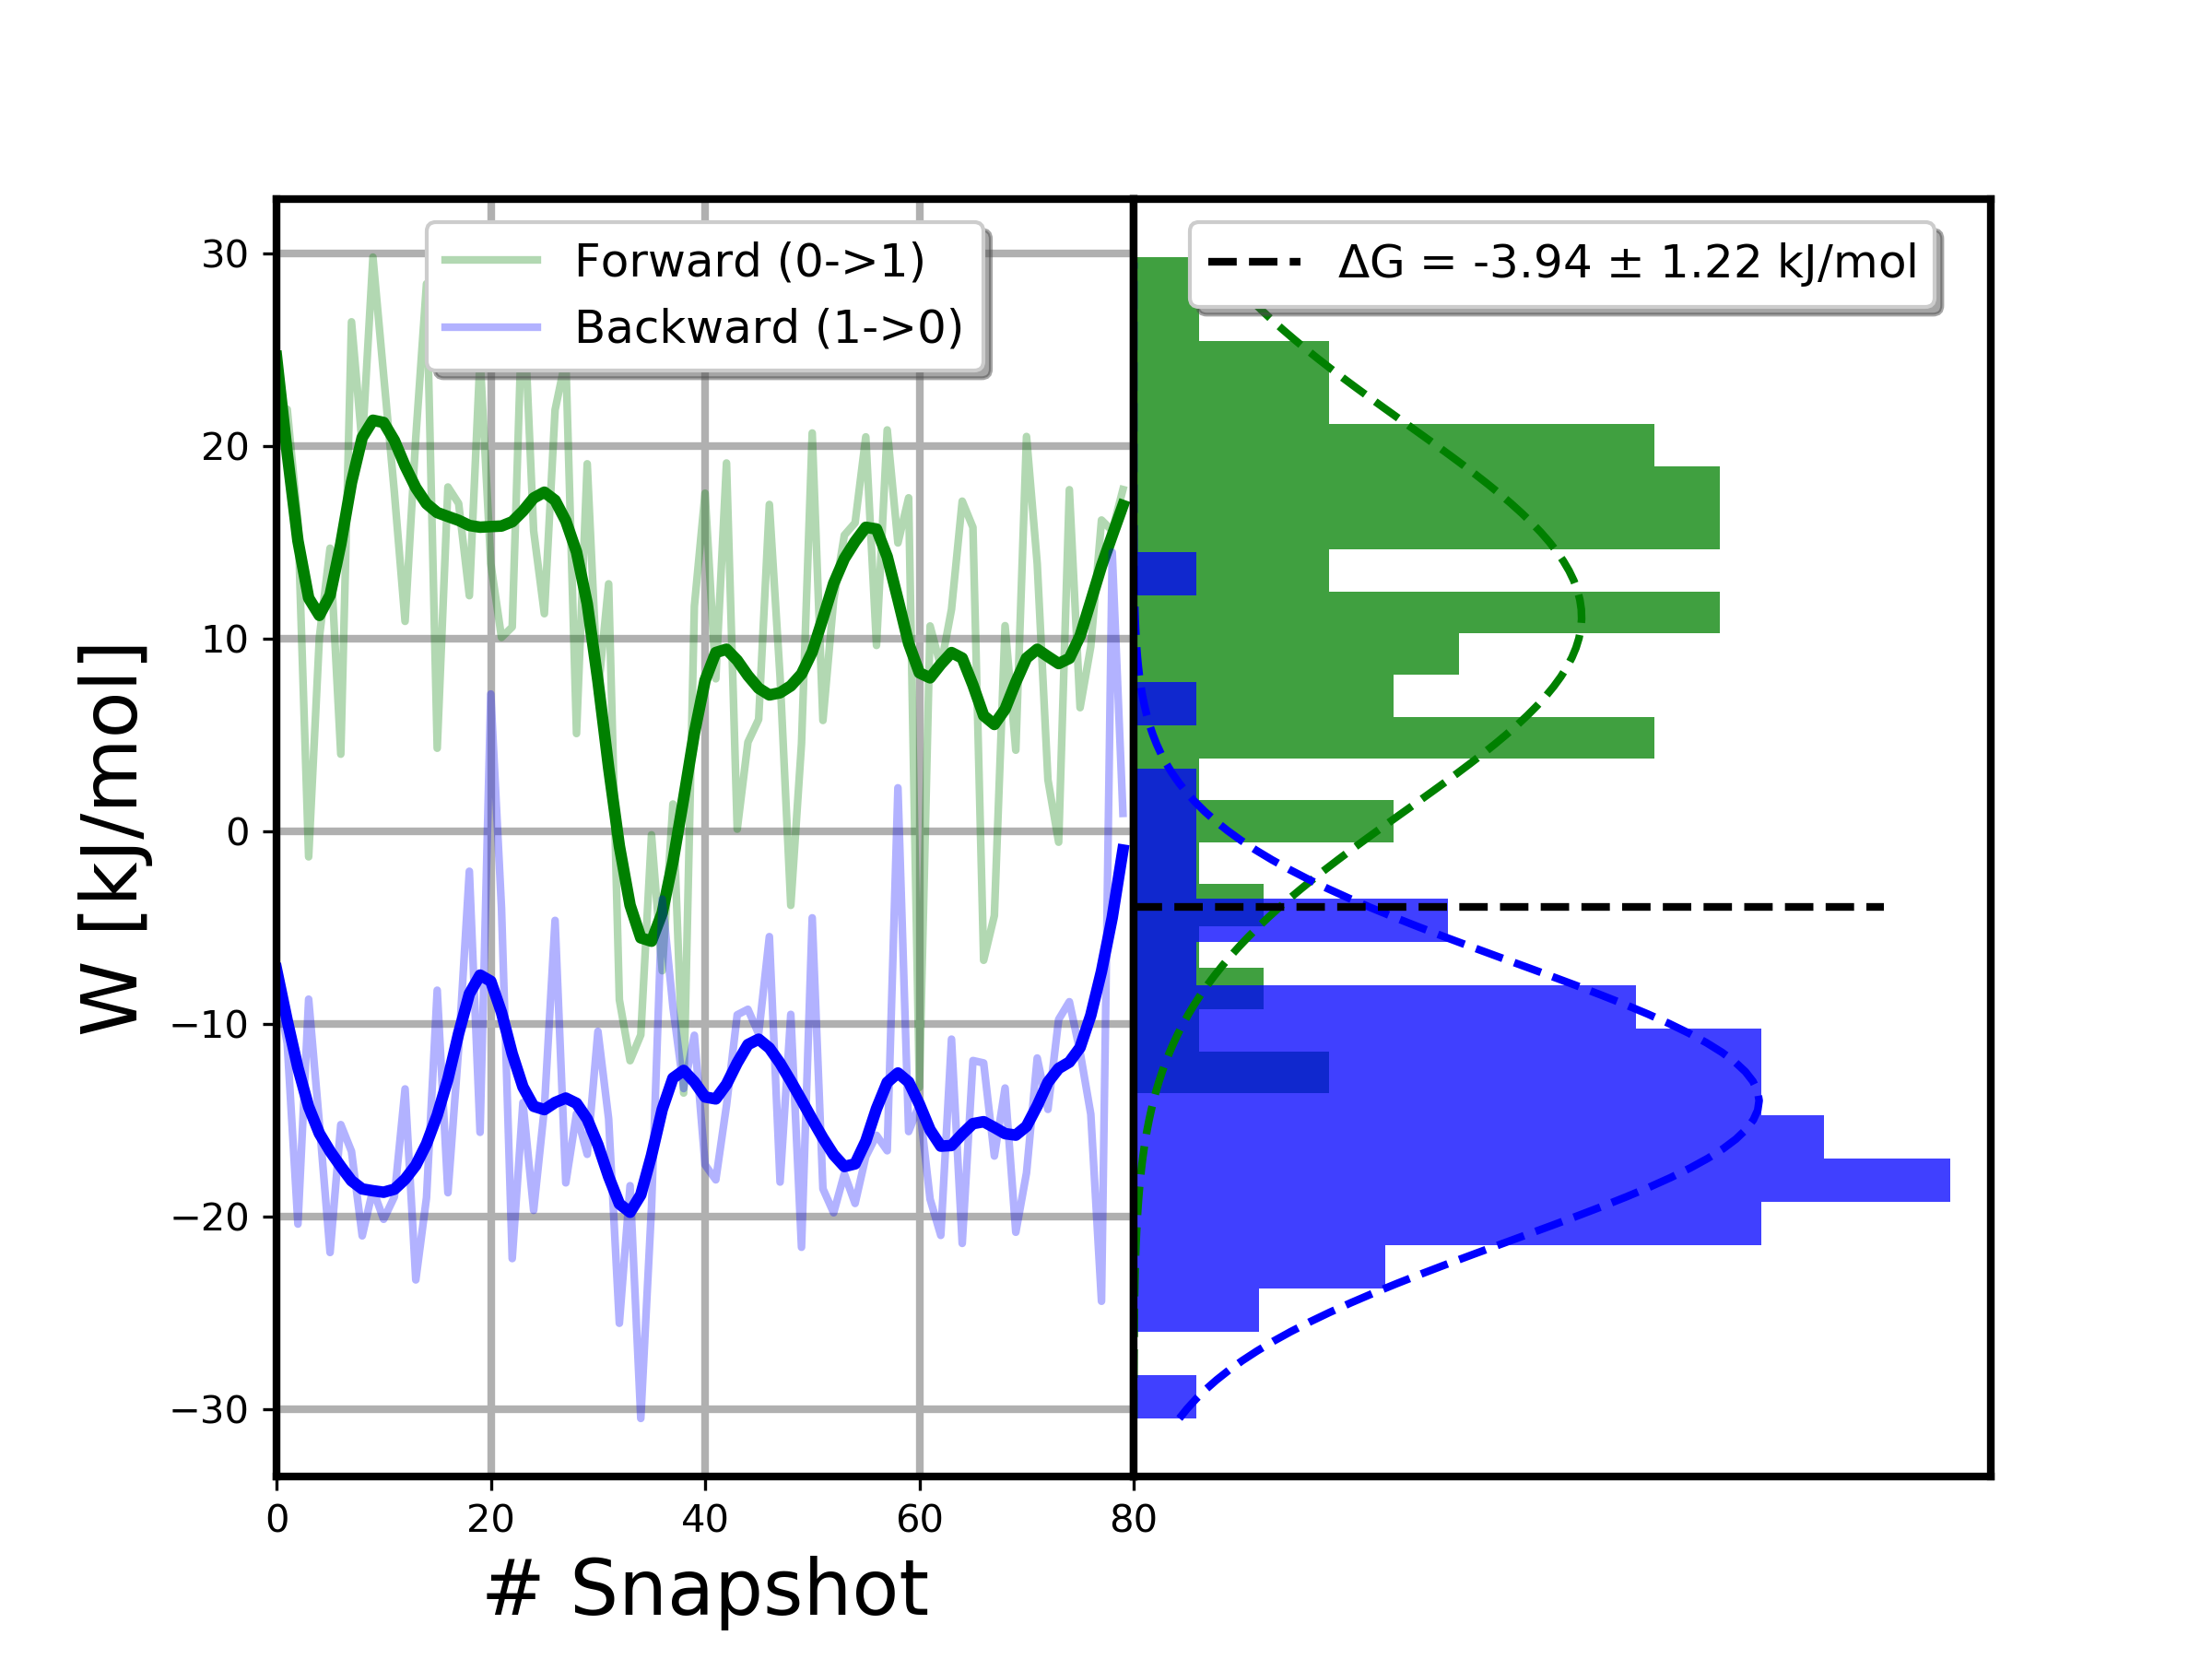 Forward (0->1)
Backward (1->0)
ΔG = -3.94 ± 1.22 kJ/mol
W [kJ/mol]
30
20
10
0
−10
−20
−30
0 20 40 60 80
# Snapshot